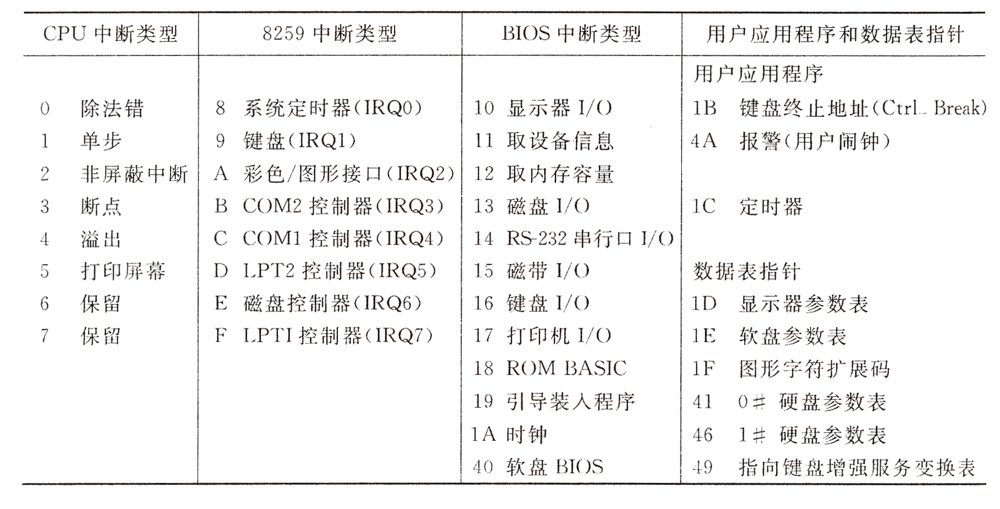 CPU 中断类型 8259 中断类型 BIOS 中断类型 用户应用程序和数据表指针
用户应用程序
0 除法错 8 系统定时器(IRQ0) 10 显示器 I/O 1B 键盘终止地址(Ctrl-Break)
1 单步 9 键盘(IRQ1) 11 取设备信息 4A 报警(用户闹钟)
2 非屏蔽中断 A 彩色/图形接口(IRQ2) 12 取内存容量
3 断点 B COM2 控制器(IRQ3) 13 磁盘 I/O 1C 定时器
4 溢出 C COM1 控制器(IRQ4) 14 RS-232 串行口 I/O
5 打印屏幕 D LPT2 控制器(IRQ5) 15 磁带 I/O 数据表指针
6 保留 E 磁盘控制器(IRQ6) 16 键盘 I/O 1D 显示器参数表
7 保留 F LPTI 控制器(IRQ7) 17 打印机 I/O 1E 软盘参数表
18 ROM BASIC 1F 图形字符扩展码
19 引导装入程序 41 0# 硬盘参数表
1A 时钟 46 1# 硬盘参数表
40 软盘 BIOS 49 指向键盘增强服务变换表